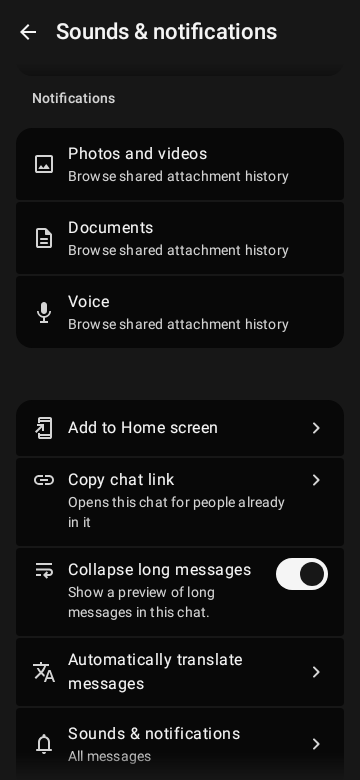 Sounds & notifications
Notifications
Photos and videos
Browse shared attachment history
Documents
Browse shared attachment history
Voice
Browse shared attachment history
Add to Home screen
Copy chat link
Opens this chat for people already
in it
Collapse long messages
Show a preview of long
messages in this chat.
Automatically translate
messages
Sounds & notifications
All messages